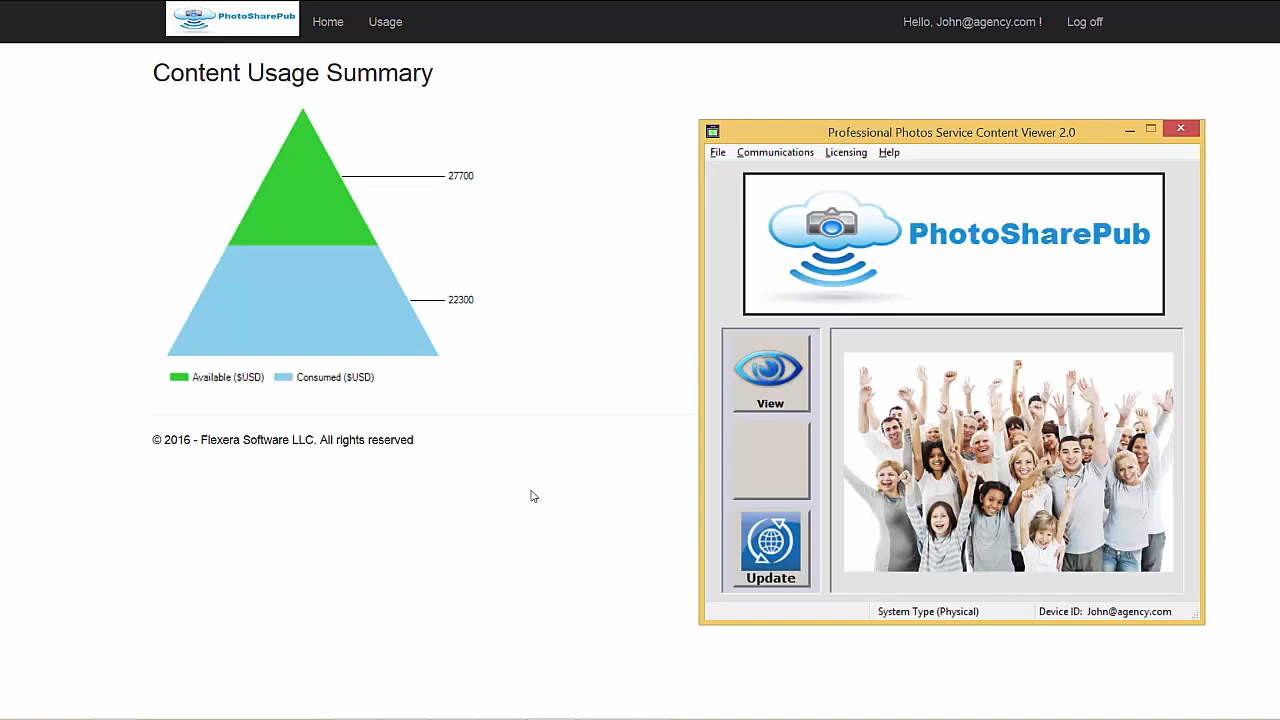 PhotoSharePub
Home
Usage
Hello, John@agency.com !
Log off
Content Usage Summary
27700
22300
Available ($USD)
Consumed ($USD)
© 2016 - Flexera Software LLC. All rights reserved
Professional Photos Service Content Viewer 2.0
File
Communications
Licensing
Help
PhotoSharePub
View
Update
System Type (Physical)
Device ID: John@agency.com